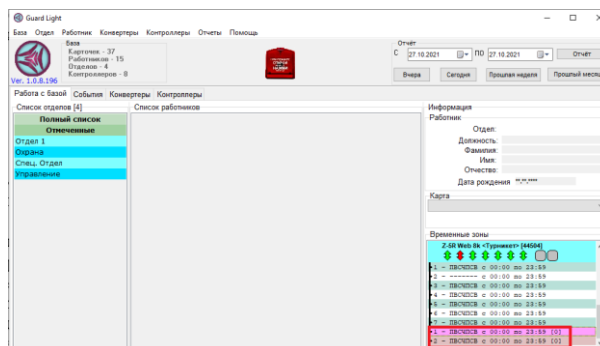 Guard Light
База Отдел Работник Конвертеры Контроллеры Отчеты Помощь
База
Карточек - 37
Работников - 15
Отделов - 4
Контроллеров - 8
Ver. 1.0.8.196
Отчёт
С 27.10.2021 ПО 27.10.2021 Отчёт
Вчера Сегодня Прошлая неделя Прошлый месяц
Работа с базой События Конвертеры Контроллеры
Список отделов [4]
Полный список
Отмеченные
Отдел 1
Охрана
Спец. Отдел
Управление
Список работников
Информация
Работник
Отдел:
Должность:
Фамилия:
Имя:
Отчество:
Дата рождения **.**.****
Карта
Временные зоны
Z-5R Web 8k <Турникет> [44504]
1 - ПВСЧПСВ с 00:00 по 23:59
2 - ------- с 00:00 по 23:59
3 - ПВСЧПСВ с 00:00 по 23:59
4 - ПВСЧПСВ с 00:00 по 23:59
5 - ПВСЧПСВ с 00:00 по 23:59
6 - ПВСЧПСВ с 00:00 по 23:59
7 - ПВСЧПСВ с 00:00 по 23:59
1 - ПВСЧПСВ с 00:00 по 23:59 [0]
2 - ПВСЧПСВ с 00:00 по 23:59 [0]